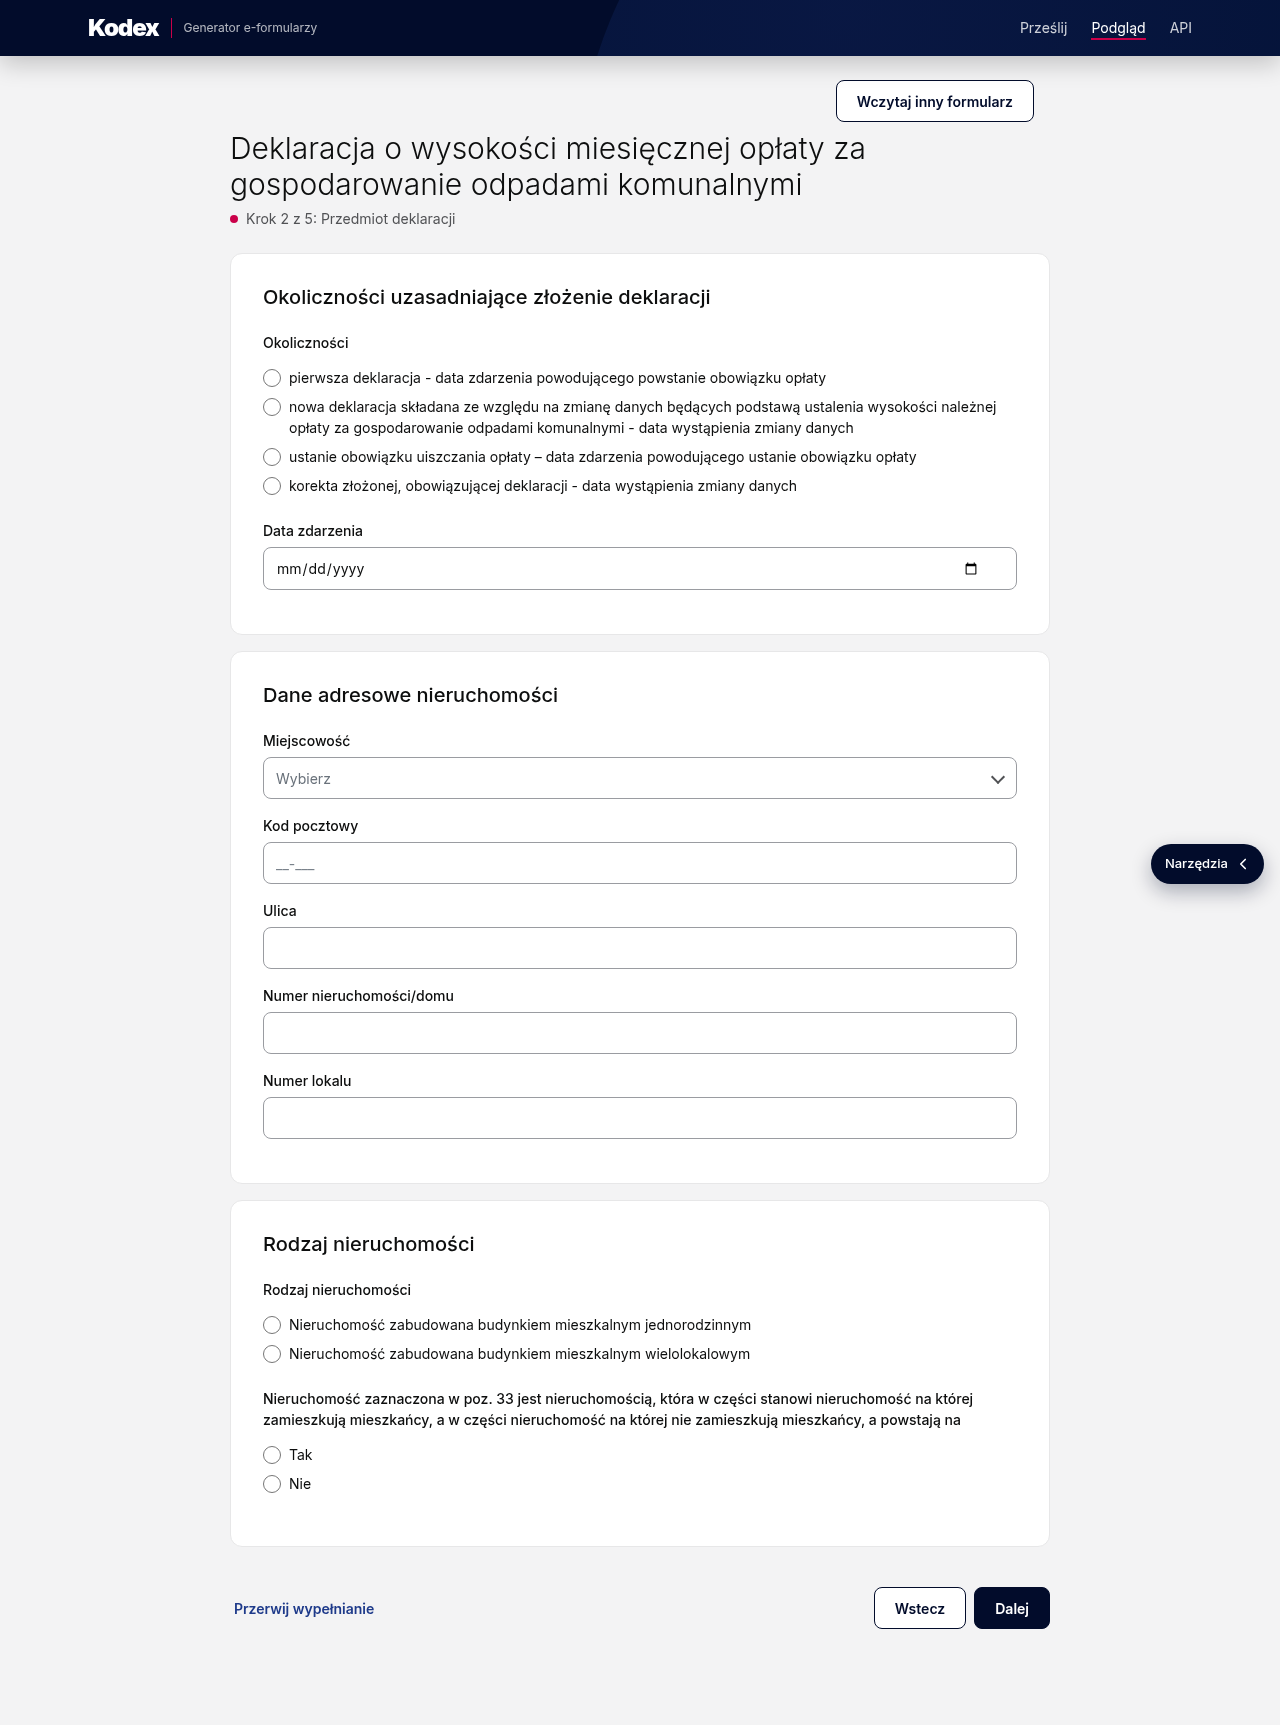 Kodex
Generator e-formularzy
Prześlij
Podgląd
API
Wczytaj inny formularz
Deklaracja o wysokości miesięcznej opłaty za
gospodarowanie odpadami komunalnymi
Krok 2 z 5: Przedmiot deklaracji
Okoliczności uzasadniające złożenie deklaracji
Okoliczności
pierwsza deklaracja - data zdarzenia powodującego powstanie obowiązku opłaty
nowa deklaracja składana ze względu na zmianę danych będących podstawą ustalenia wysokości należnej
opłaty za gospodarowanie odpadami komunalnymi - data wystąpienia zmiany danych
ustanie obowiązku uiszczania opłaty – data zdarzenia powodującego ustanie obowiązku opłaty
korekta złożonej, obowiązującej deklaracji - data wystąpienia zmiany danych
Data zdarzenia
mm/dd/yyyy
Dane adresowe nieruchomości
Miejscowość
Wybierz
Kod pocztowy
__-___
Narzędzia
Ulica
Numer nieruchomości/domu
Numer lokalu
Rodzaj nieruchomości
Rodzaj nieruchomości
Nieruchomość zabudowana budynkiem mieszkalnym jednorodzinnym
Nieruchomość zabudowana budynkiem mieszkalnym wielolokalowym
Nieruchomość zaznaczona w poz. 33 jest nieruchomością, która w części stanowi nieruchomość na której
zamieszkują mieszkańcy, a w części nieruchomość na której nie zamieszkują mieszkańcy, a powstają na
Tak
Nie
Przerwij wypełnianie
Wstecz
Dalej